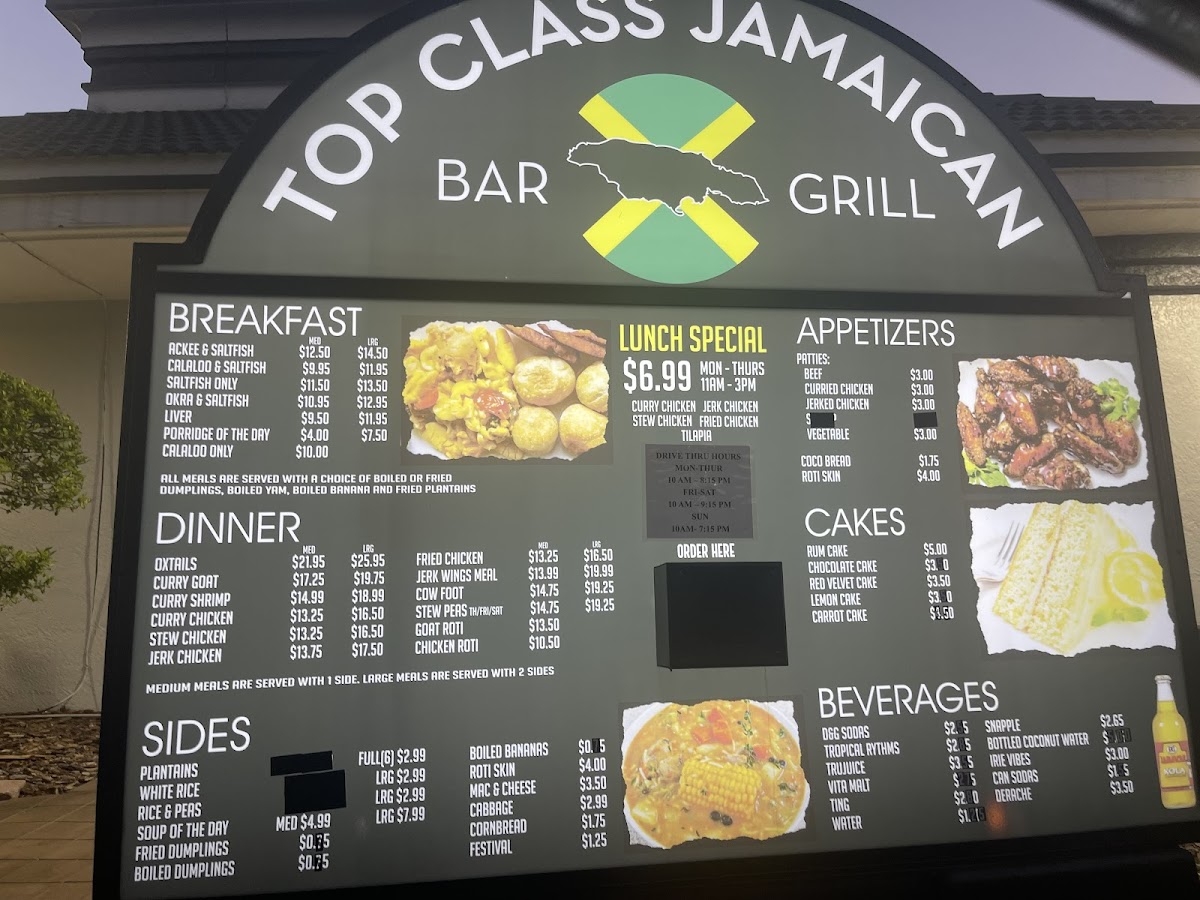 TOP CLASS JAMAICAN
BAR GRILL
BREAKFAST
MED LRG
ACKEE & SALTFISH $12.50 $14.50
CALALOO & SALTFISH $9.95 $11.95
SALTFISH ONLY $11.50 $13.50
OKRA & SALTFISH $10.95 $12.95
LIVER $9.50 $11.95
PORRIDGE OF THE DAY $4.00 $7.50
CALALOO ONLY $10.00
ALL MEALS ARE SERVED WITH A CHOICE OF BOILED OR FRIED
DUMPLINGS, BOILED YAM, BOILED BANANA AND FRIED PLANTAINS
LUNCH SPECIAL
$6.99 MON - THURS
11AM - 3PM
CURRY CHICKEN JERK CHICKEN
STEW CHICKEN FRIED CHICKEN
TILAPIA
DRIVE THRU HOURS
MON-THUR
10 AM - 8:15 PM
FRI-SAT
10 AM - 9:15 PM
SUN
10AM- 7:15 PM
ORDER HERE
APPETIZERS
PATTIES:
BEEF $3.00
CURRIED CHICKEN $3.00
JERKED CHICKEN $3.00
VEGETABLE $3.00
COCO BREAD $1.75
ROTI SKIN $4.00
DINNER
MED LRG
OXTAILS $21.95 $25.95
CURRY GOAT $17.25 $19.75
CURRY SHRIMP $14.99 $18.99
CURRY CHICKEN $13.25 $16.50
STEW CHICKEN $13.25 $16.50
JERK CHICKEN $13.75 $17.50
MED LRG
FRIED CHICKEN $13.25 $16.50
JERK WINGS MEAL $13.99 $19.99
COW FOOT $14.75 $19.25
STEW PEAS TH/FRI/SAT $14.75 $19.25
GOAT ROTI $13.50
CHICKEN ROTI $10.50
MEDIUM MEALS ARE SERVED WITH 1 SIDE. LARGE MEALS ARE SERVED WITH 2 SIDES
CAKES
RUM CAKE $5.00
CHOCOLATE CAKE
RED VELVET CAKE $3.50
LEMON CAKE
CARROT CAKE
SIDES
PLANTAINS FULL[6] $2.99
WHITE RICE LRG $2.99
RICE & PEAS LRG $2.99
SOUP OF THE DAY MED $4.99 LRG $7.99
FRIED DUMPLINGS
BOILED DUMPLINGS
BOILED BANANAS
ROTI SKIN $4.00
MAC & CHEESE $3.50
CABBAGE $2.99
CORNBREAD $1.75
FESTIVAL $1.25
BEVERAGES
D&G SODAS
TROPICAL RYTHMS
TRUJUICE
VITA MALT
TING
WATER
SNAPPLE $2.65
BOTTLED COCONUT WATER
IRIE VIBES $3.00
CAN SODAS
DERACHE $3.50